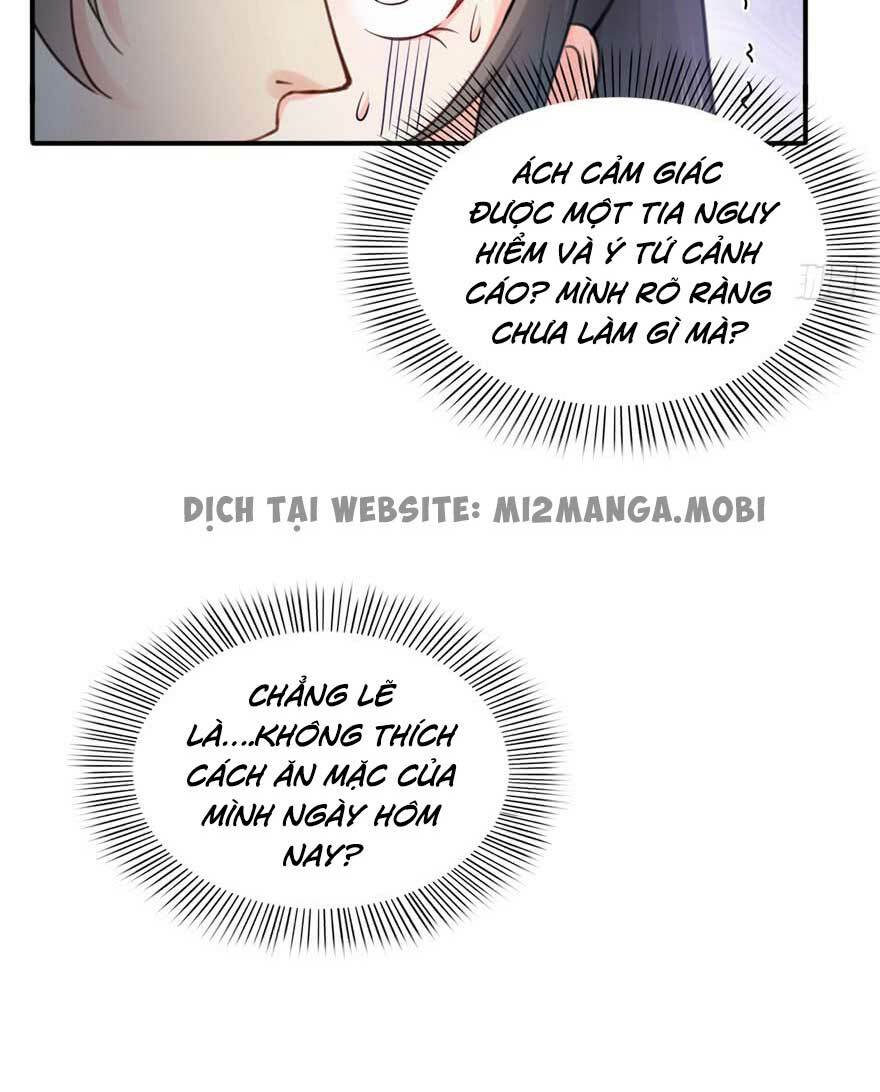 ÁCH CẢM GIÁC
ĐƯỢC MỘT TIA NGUY
HIỂM VÀ Ý TỨ CẢNH
CÁO? MÌNH RÕ RÀNG
CHƯA LÀM GÌ MÀ?
DỊCH TẠI WEBSITE: MI2MANGA.MOBI
CHẲNG LẼ
LÀ....KHÔNG THÍCH
CÁCH ĂN MẶC CỦA
MÌNH NGÀY HÔM
NAY?